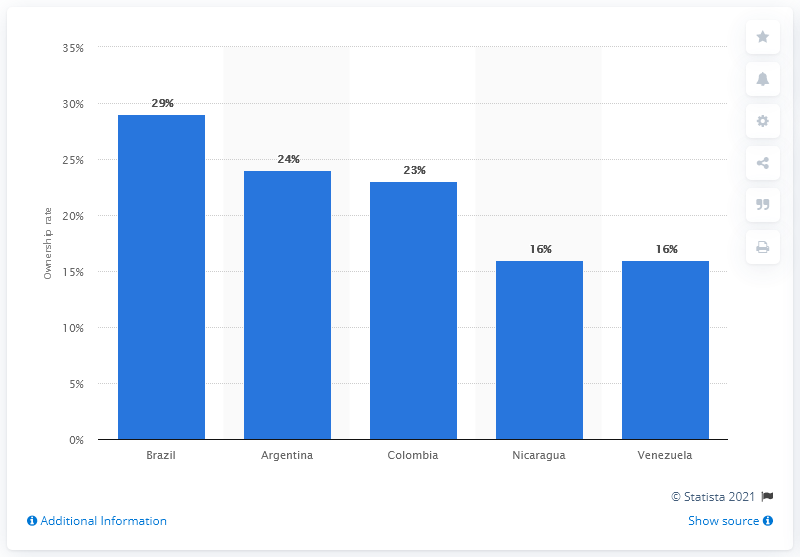 35%
30%
25%
20%
15%
10%
5%
0%
Ownership rate
29%
24%
23%
16%
16%
Brazil
Argentina
Colombia
Nicaragua
Venezuela
© Statista 2021
Additional Information
Show source